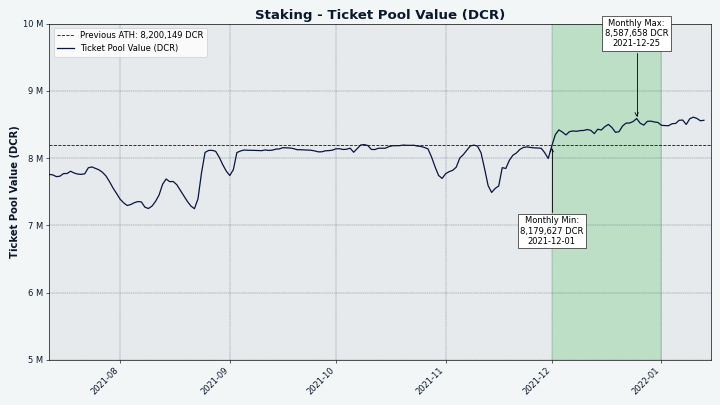 Staking - Ticket Pool Value (DCR)
Previous ATH: 8,200,149 DCR
Ticket Pool Value (DCR)
Monthly Max:
8,587,658 DCR
2021-12-25
Monthly Min:
8,179,627 DCR
2021-12-01
Ticket Pool Value (DCR)
10 M
9 M
8 M
7 M
6 M
5 M
2021-08
2021-09
2021-10
2021-11
2021-12
2022-01